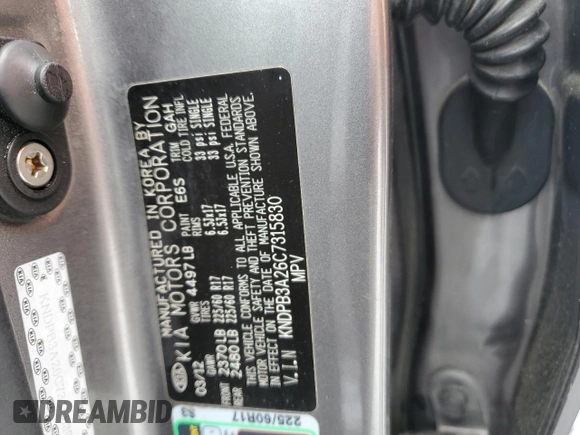 MANUFACTURED IN KOREA BY
KIA MOTORS CORPORATION
03/12 GVWR 4497LB PAINT E6S TRIM GAH
GAWR TIRES RIMS COLD TIRE INFL
FRONT 2370LB 225/60 R17 6.5Jx17 33 psi SINGLE
REAR 2480LB 225/60 R17 6.5Jx17 33 psi SINGLE
THIS VEHICLE CONFORMS TO ALL APPLICABLE U.S.A. FEDERAL
MOTOR VEHICLE SAFETY AND THEFT PREVENTION STANDARDS
IN EFFECT ON THE DATE OF MANUFACTURE SHOWN ABOVE.
V.I.N KNDPB3A26C7315830
MPV
225/60R17
83
DREAMBID
dreambid.com